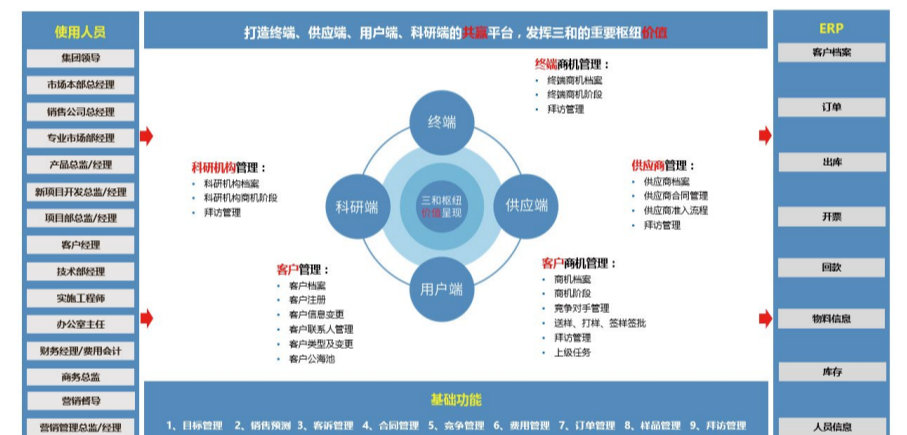 使用人员
集团领导
市场本部总经理
销售公司总经理
专业市场部经理
产品总监/经理
新项目开发总监/经理
项目部总监/经理
客户经理
技术部经理
实施工程师
办公室主任
财务经理/费用会计
商务总监
营销督导
营销管理总监/经理
打造终端、供应端、用户端、科研端的共赢平台，发挥三和的重要枢纽价值
终端商机管理：
• 终端商机档案
• 终端商机阶段
• 拜访管理
科研机构管理：
• 科研机构档案
• 科研机构商机阶段
• 拜访管理
供应商管理：
• 供应商档案
• 供应商合同管理
• 供应商准入流程
• 拜访管理
终端
科研端
三和枢纽
价值呈现
供应端
用户端
客户管理：
• 客户档案
• 客户注册
• 客户信息变更
• 客户联系人管理
• 客户类型及变更
• 客户公海池
客户商机管理：
• 商机档案
• 商机阶段
• 竞争对手管理
• 送样、打样、签样签批
• 拜访管理
• 上级任务
基础功能
1、目标管理 2、销售预测 3、客诉管理 4、合同管理 5、竞争管理 6、费用管理 7、订单管理 8、样品管理 9、拜访管理
ERP
客户档案
订单
出库
开票
回款
物料信息
库存
人员信息